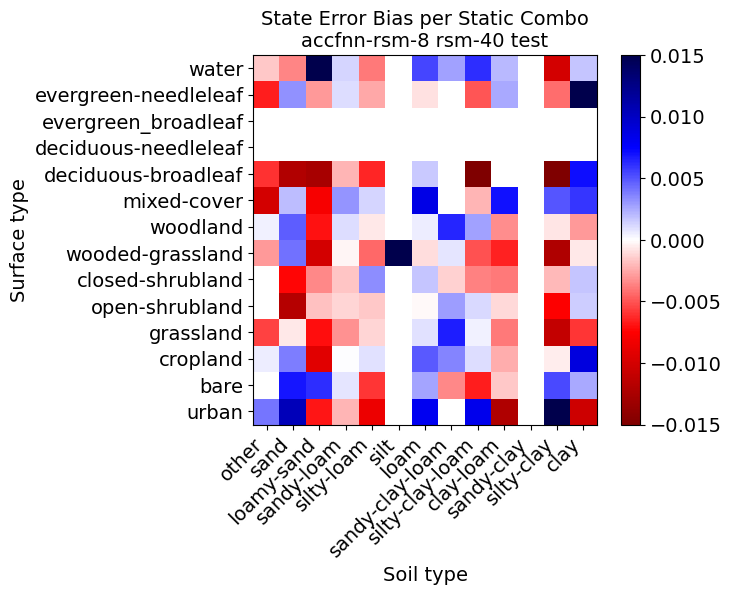 State Error Bias per Static Combo
accfnn-rsm-8 rsm-40 test
Surface type
water
evergreen-needleleaf
evergreen_broadleaf
deciduous-needleleaf
deciduous-broadleaf
mixed-cover
woodland
wooded-grassland
closed-shrubland
open-shrubland
grassland
cropland
bare
urban
other
sand
loamy-sand
sandy-loam
silty-loam
silt
loam
sandy-clay-loam
silty-clay-loam
clay-loam
sandy-clay
silty-clay
clay
Soil type
0.015
0.010
0.005
0.000
−0.005
−0.010
−0.015